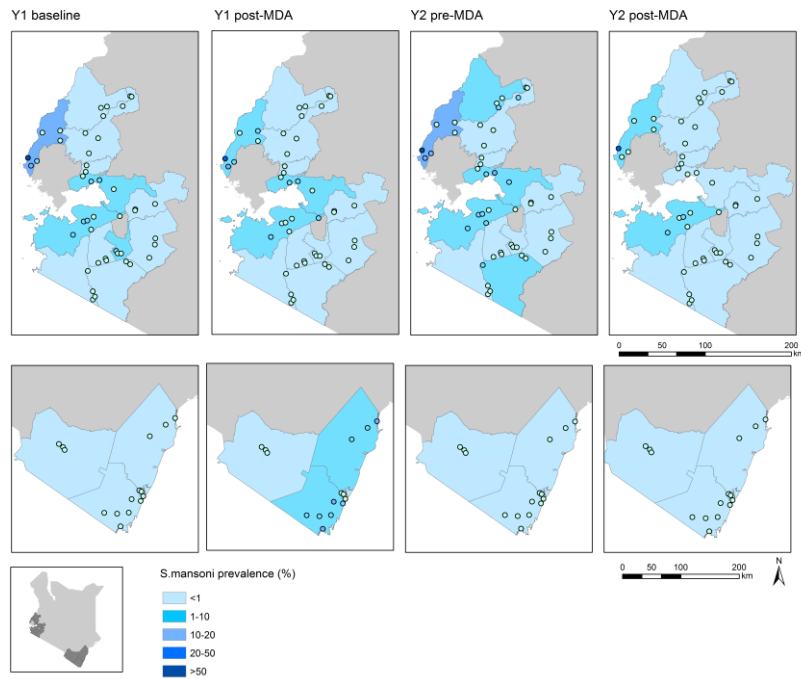 Y1 baseline
Y1 post-MDA
Y2 pre-MDA
Y2 post-MDA
0 50 100 200
km
0 50 100 200
km
N
S.mansoni prevalence (%)
<1
1-10
10-20
20-50
>50